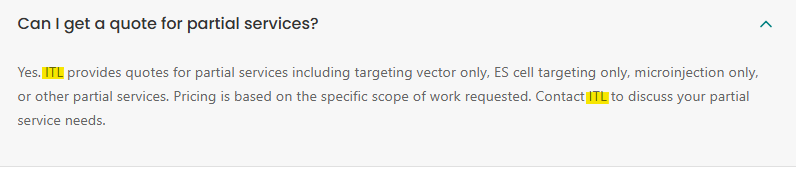 Can I get a quote for partial services?
Yes. ITL provides quotes for partial services including targeting vector only, ES cell targeting only, microinjection only,
or other partial services. Pricing is based on the specific scope of work requested. Contact ITL to discuss your partial
service needs.